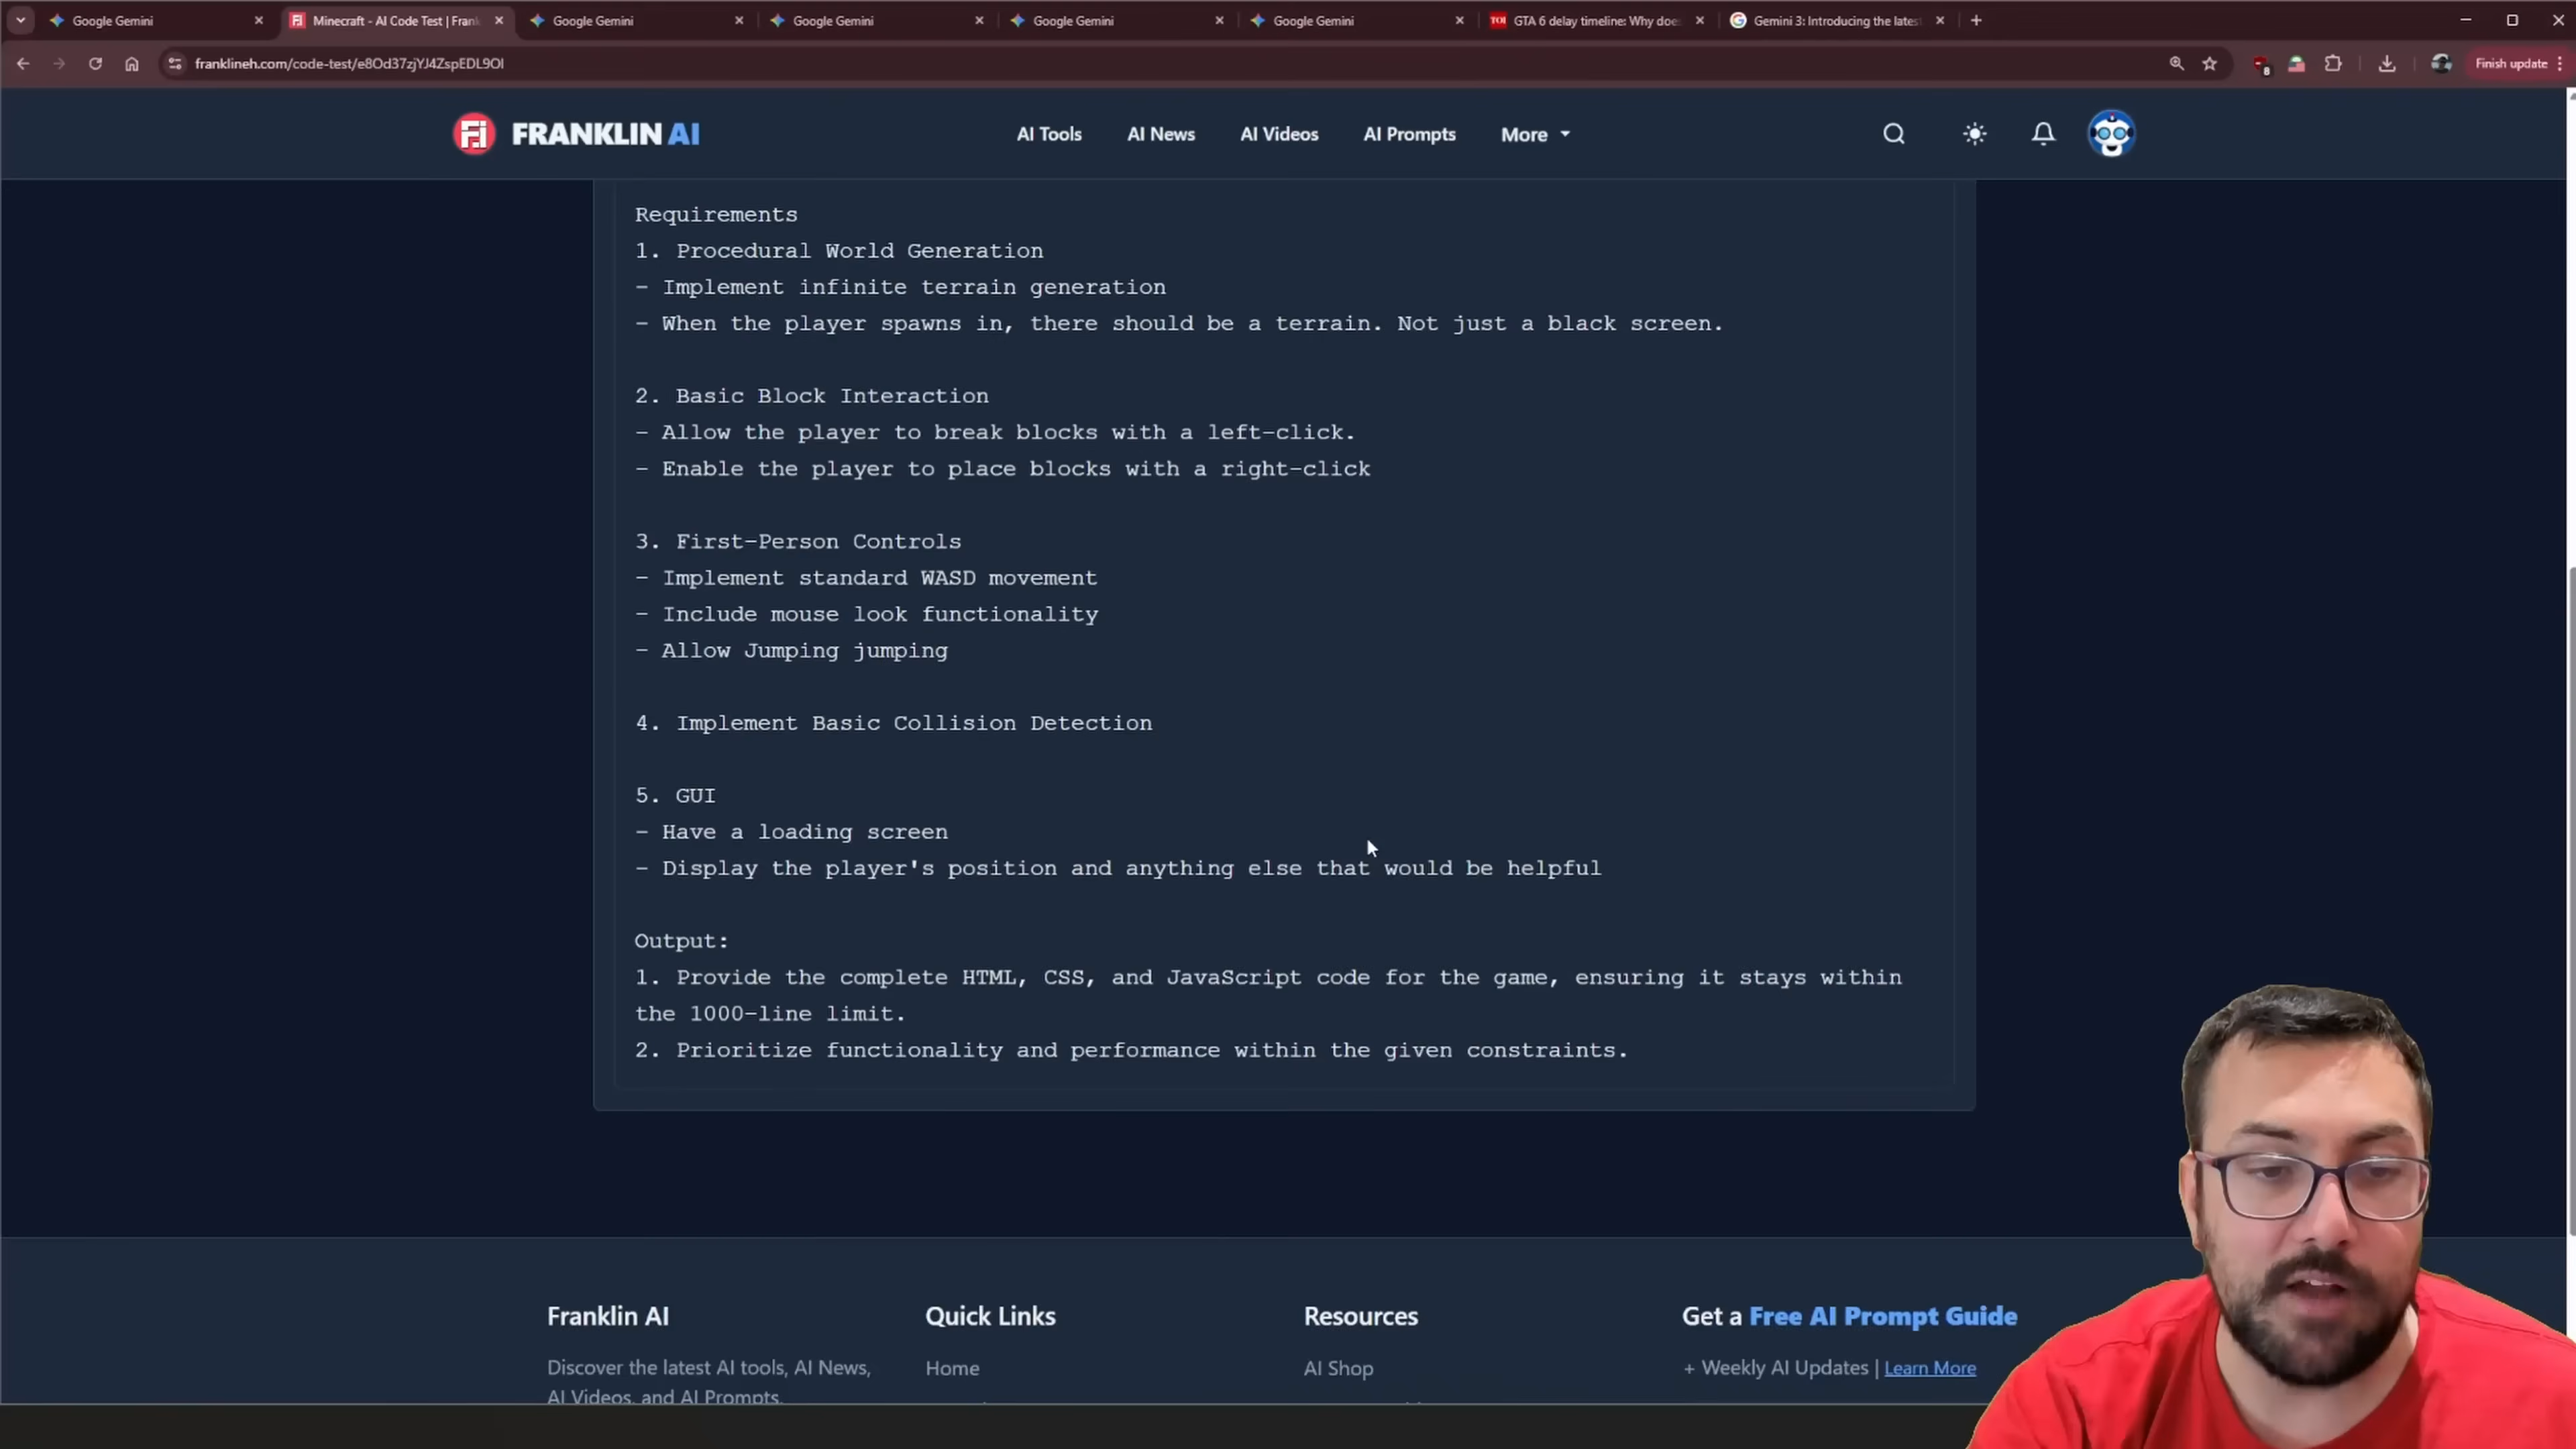 Google Gemini
Minecraft - AI Code Test | Frank
Google Gemini
Google Gemini
Google Gemini
Google Gemini
TOI
GTA 6 delay timeline: Why doe
Gemini 3: Introducing the latest
franklineh.com/code-test/e8Od37zjYJ4ZspEDL9OI
8
Finish update
Fi FRANKLIN AI
AI Tools
AI News
AI Videos
AI Prompts
More
Requirements
1. Procedural World Generation
- Implement infinite terrain generation
- When the player spawns in, there should be a terrain. Not just a black screen.
2. Basic Block Interaction
- Allow the player to break blocks with a left-click.
- Enable the player to place blocks with a right-click
3. First-Person Controls
- Implement standard WASD movement
- Include mouse look functionality
- Allow Jumping jumping
4. Implement Basic Collision Detection
5. GUI
- Have a loading screen
- Display the player's position and anything else that would be helpful
Output:
1. Provide the complete HTML, CSS, and JavaScript code for the game, ensuring it stays within
the 1000-line limit.
2. Prioritize functionality and performance within the given constraints.
Franklin AI
Discover the latest AI tools, AI News,
AI Videos, and AI Prompts.
Quick Links
Home
Resources
AI Shop
Get a Free AI Prompt Guide
+ Weekly AI Updates | Learn More